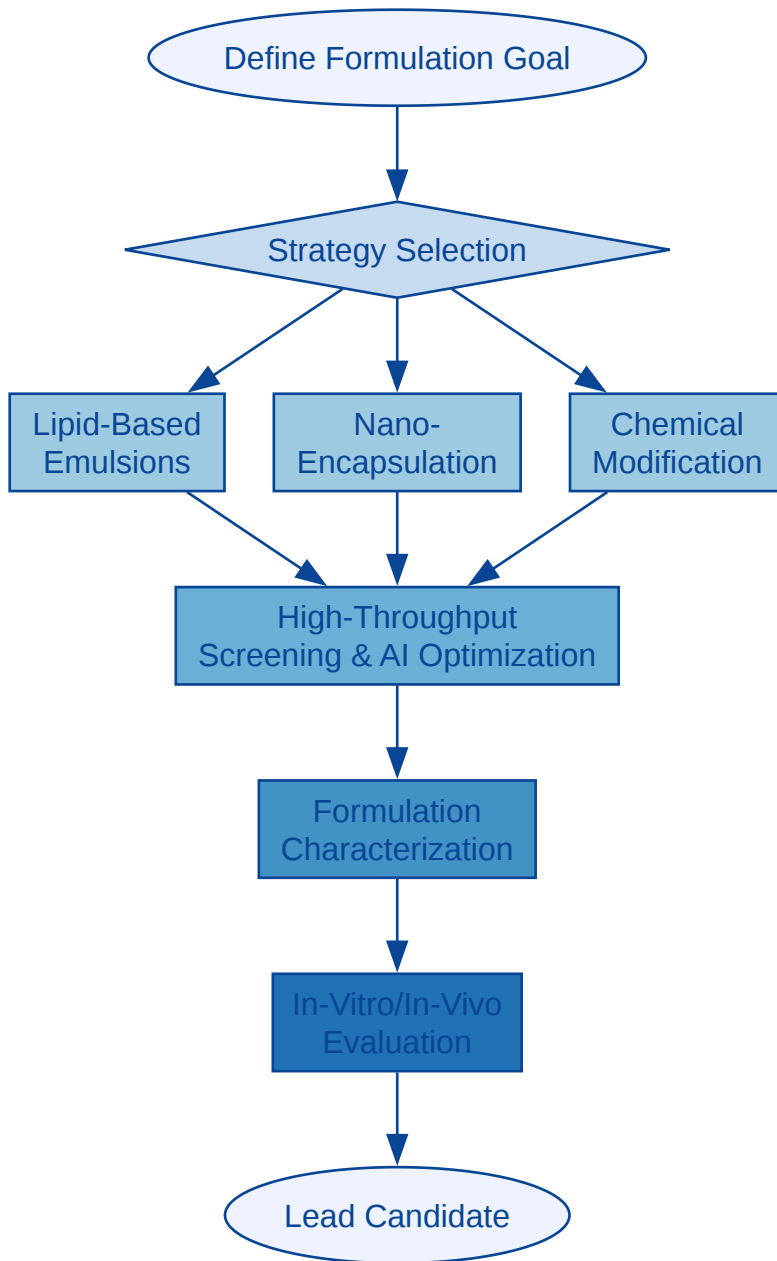 Define Formulation Goal
Strategy Selection
Lipid-Based
Emulsions
Nano-
Encapsulation
Chemical
Modification
High-Throughput
Screening & AI Optimization
Formulation
Characterization
In-Vitro/In-Vivo
Evaluation
Lead Candidate